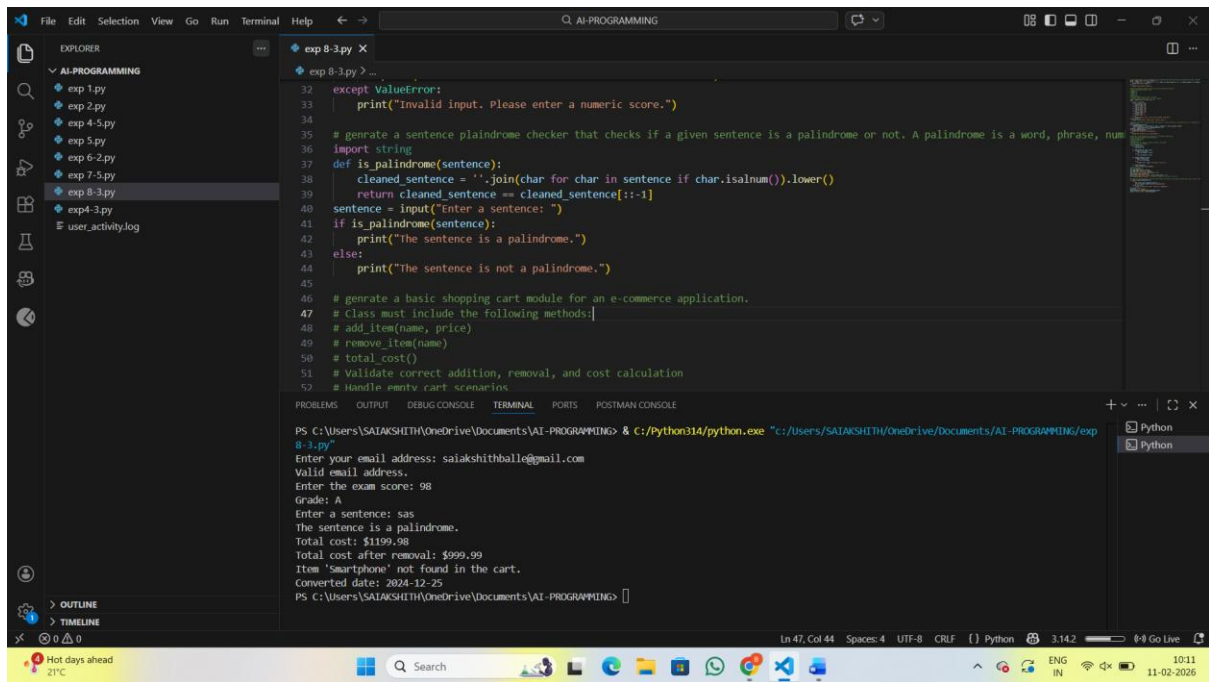 File Edit Selection View Go Run Terminal Help
AI-PROGRAMMING
EXPLORER
AI-PROGRAMMING
exp 1.py
exp 2.py
exp 4-5.py
exp 5.py
exp 6-2.py
exp 7-5.py
exp 8-3.py
exp4-3.py
user_activity.log
OUTLINE
TIMELINE
exp 8-3.py
exp 8-3.py > ...
32 except ValueError:
33 print("Invalid input. Please enter a numeric score.")
34
35 # genrate a sentence plaindrome checker that checks if a given sentence is a palindrome or not. A palindrome is a word, phrase, num
36 import string
37 def is_palindrome(sentence):
38 cleaned_sentence = ''.join(char for char in sentence if char.isalnum()).lower()
39 return cleaned_sentence == cleaned_sentence[::-1]
40 sentence = input("Enter a sentence: ")
41 if is_palindrome(sentence):
42 print("The sentence is a palindrome.")
43 else:
44 print("The sentence is not a palindrome.")
45
46 # genrate a basic shopping cart module for an e-commerce application.
47 # Class must include the following methods:
48 # add_item(name, price)
49 # remove_item(name)
50 # total_cost()
51 # Validate correct addition, removal, and cost calculation
52 # Handle empty cart scenarios
PROBLEMS OUTPUT DEBUG CONSOLE TERMINAL PORTS POSTMAN CONSOLE
PS C:\Users\SAIAKSHITH\OneDrive\Documents\AI-PROGRAMMING> & C:/Python314/python.exe "c:/Users/SAIAKSHITH/OneDrive/Documents/AI-PROGRAMMING/exp
8-3.py"
Enter your email address: saiakshithballe@gmail.com
Valid email address.
Enter the exam score: 98
Grade: A
Enter a sentence: sas
The sentence is a palindrome.
Total cost: $1199.98
Total cost after removal: $999.99
Item 'Smartphone' not found in the cart.
Converted date: 2024-12-25
PS C:\Users\SAIAKSHITH\OneDrive\Documents\AI-PROGRAMMING>
Python
Python
0 0
Ln 47, Col 44 Spaces: 4 UTF-8 CRLF {} Python 3.14.2 Go Live
4 Hot days ahead
21°C
Search
ENG
IN
10:11
11-02-2026